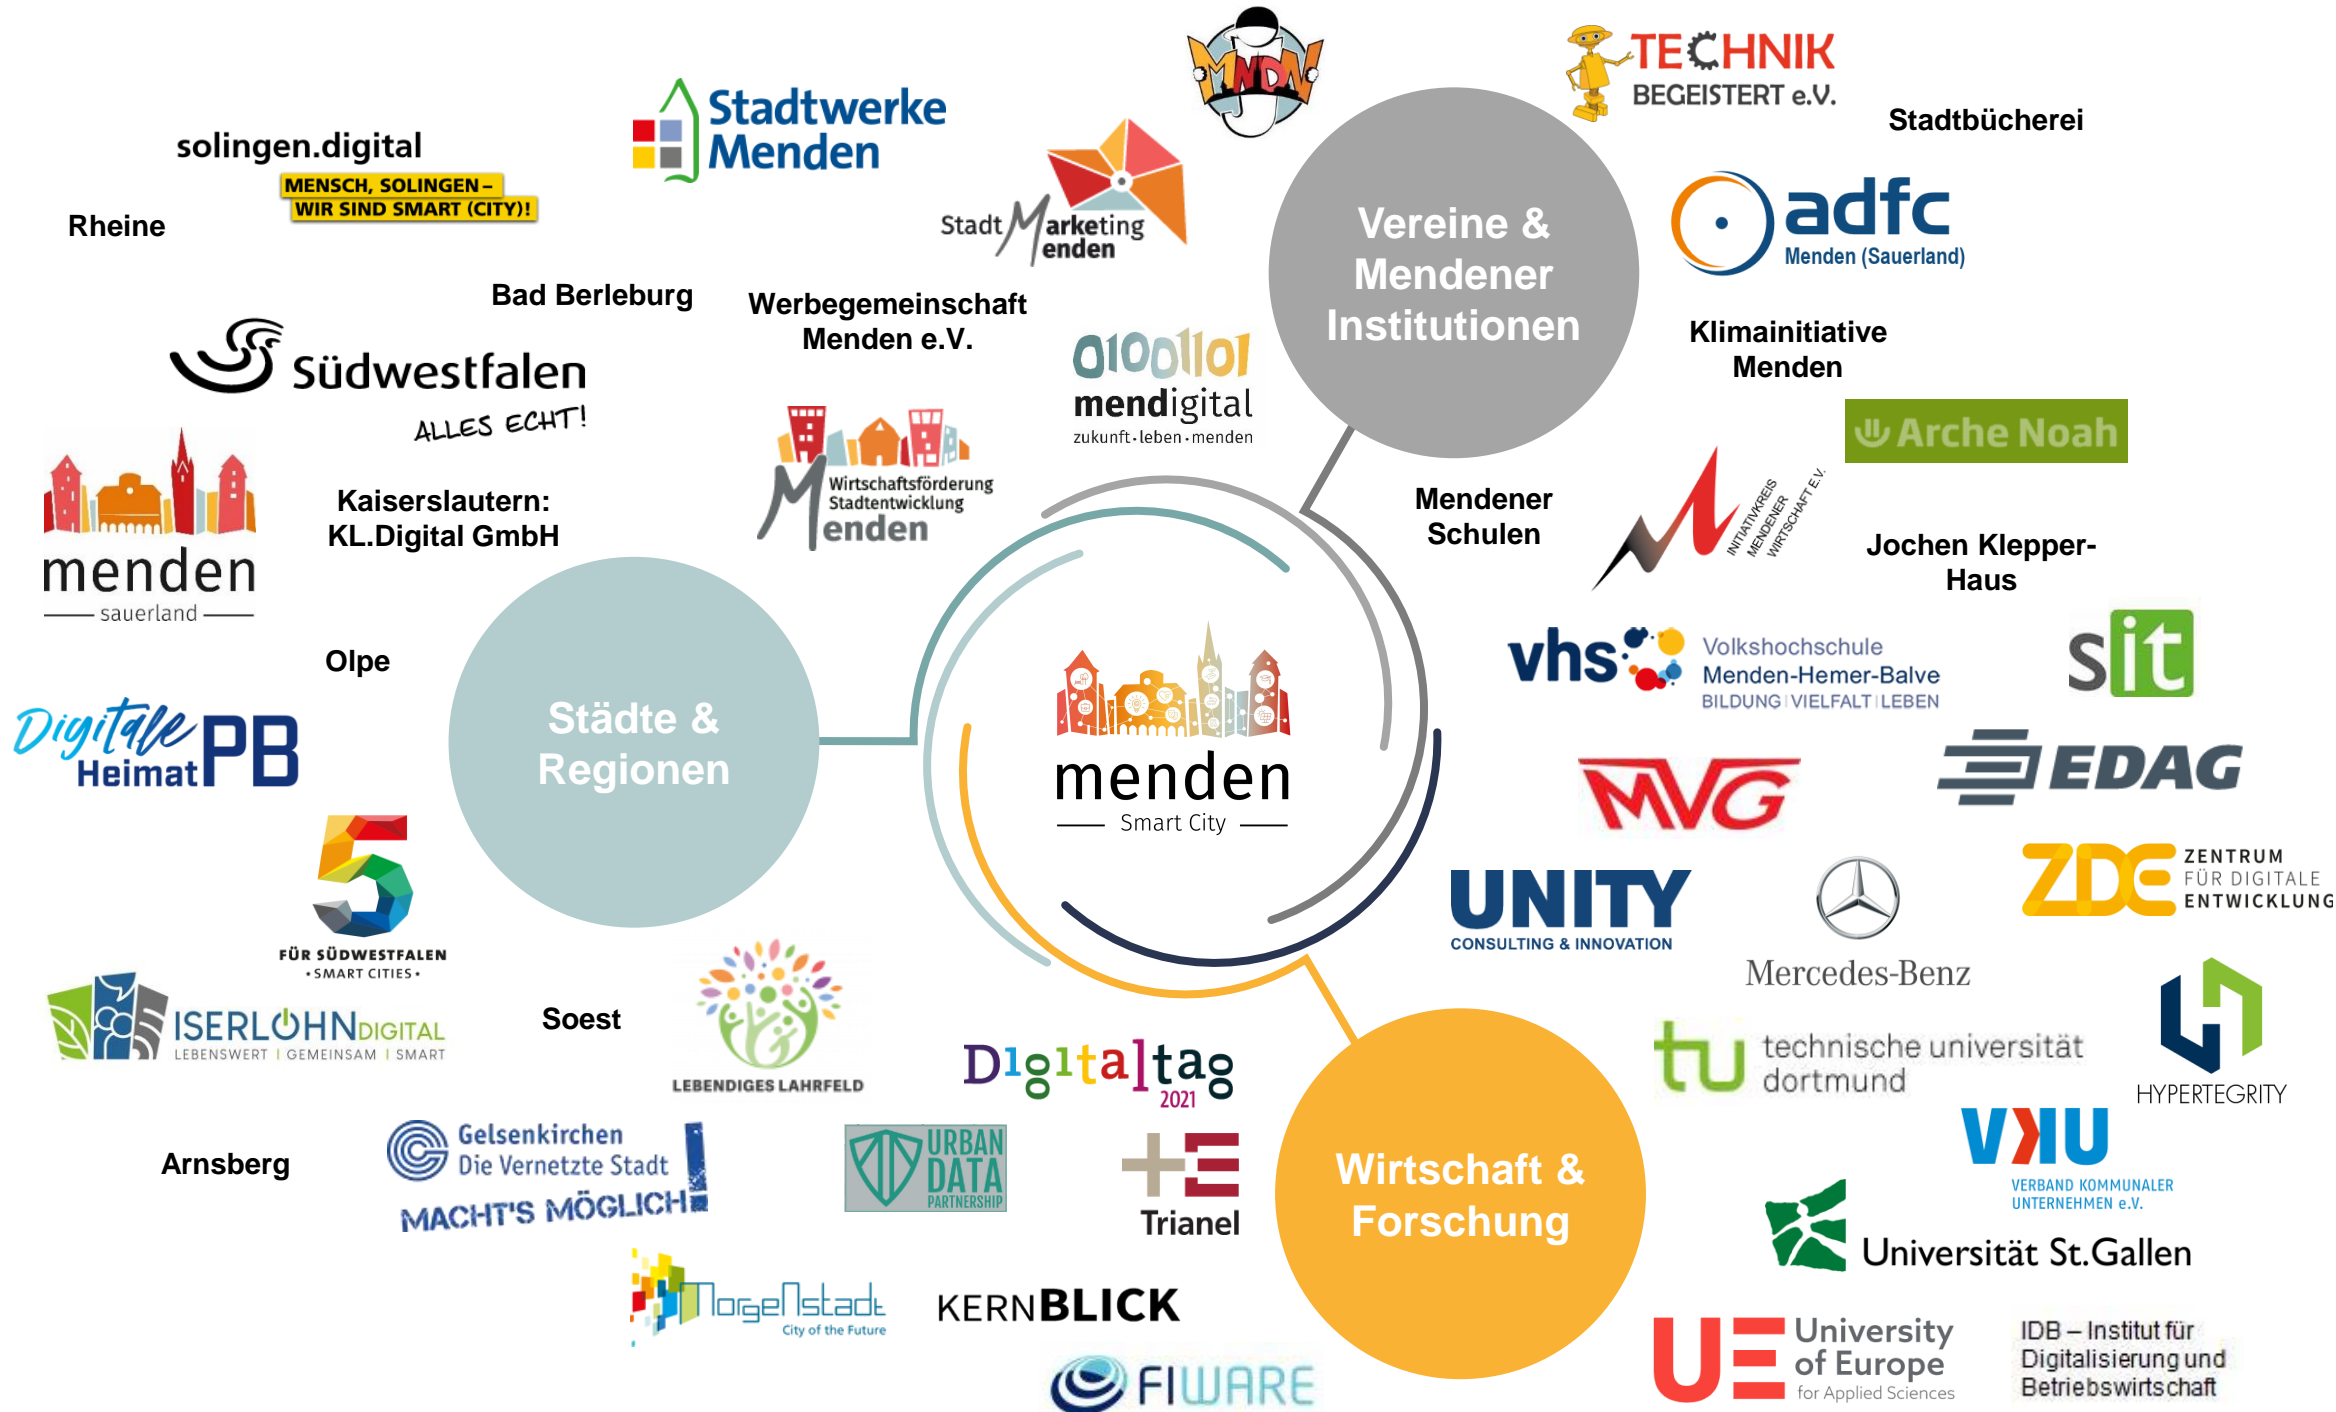 MNDN
TECHNIK
BEGEISTERT e.V.
Stadtbücherei
Stadtwerke
Menden
solingen.digital
MENSCH, SOLINGEN –
WIR SIND SMART (CITY)!
Rheine
Stadt Marketing
Menden
Vereine &
Mendener
Institutionen
adfc
Menden (Sauerland)
Bad Berleburg
Werbegemeinschaft
Menden e.V.
Klimainitiative
Menden
Südwestfalen
ALLES ECHT!
01001101
mendigital
zukunft·leben·menden
Arche Noah
Wirtschaftsförderung
Stadtentwicklung
Menden
menden
sauerland
Kaiserslautern:
KL.Digital GmbH
Mendener
Schulen
INITIATIVKREIS
MENDENER
WIRTSCHAFT E.V.
Jochen Klepper-
Haus
Olpe
vhs
Volkshochschule
Menden-Hemer-Balve
BILDUNG | VIELFALT | LEBEN
sit
Digitale
Heimat PB
Städte &
Regionen
menden
Smart City
MVG
EDAG
5
FÜR SÜDWESTFALEN
• SMART CITIES •
UNITY
CONSULTING & INNOVATION
Mercedes-Benz
ZDE
ZENTRUM
FÜR DIGITALE
ENTWICKLUNG
ISERLOHN DIGITAL
LEBENSWERT | GEMEINSAM | SMART
Soest
LEBENDIGES LAHRFELD
Digitaltag
2021
tu technische universität
dortmund
HYPERTEGRITY
Arnsberg
Gelsenkirchen
Die Vernetzte Stadt
MACHT'S MÖGLICH!
URBAN
DATA
PARTNERSHIP
Trianel
Wirtschaft &
Forschung
VKU
VERBAND KOMMUNALER
UNTERNEHMEN e.V.
Universität St.Gallen
Morgenstadt
City of the Future
KERNBLICK
FIWARE
UE University
of Europe
for Applied Sciences
IDB – Institut für
Digitalisierung und
Betriebswirtschaft